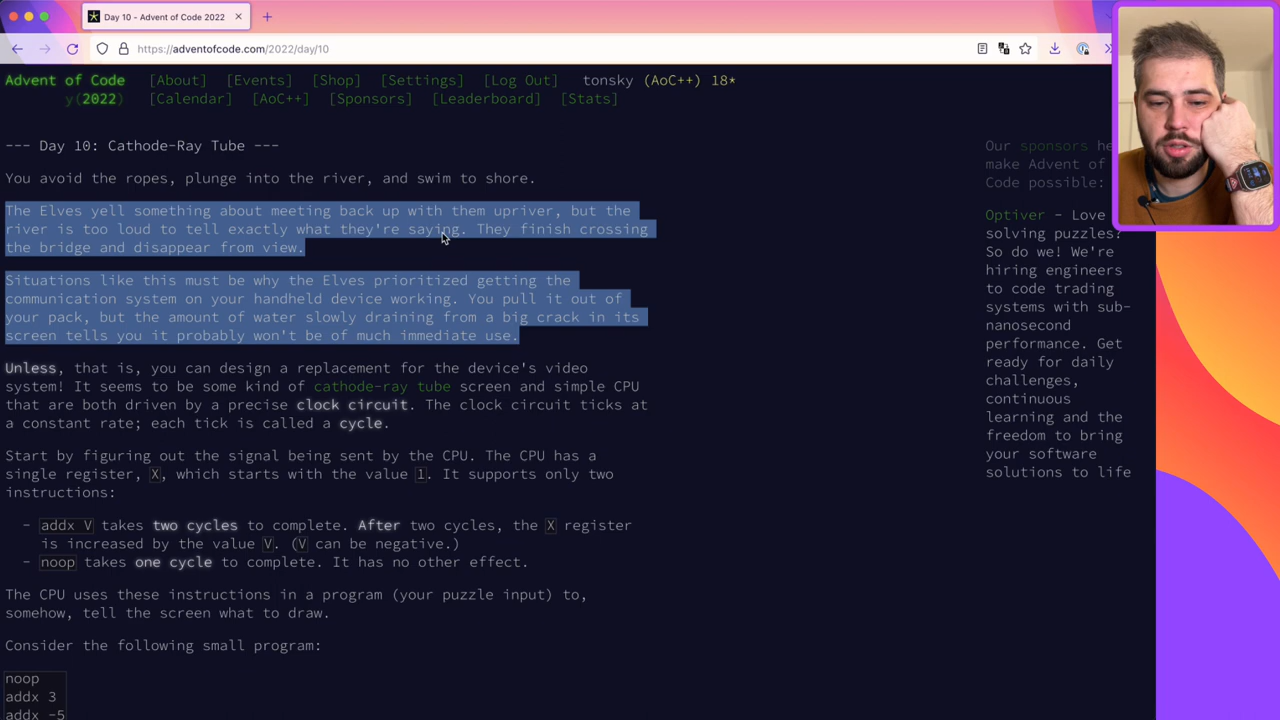 Day 10 - Advent of Code 2022
https://adventofcode.com/2022/day/10
Advent of Code [About] [Events] [Shop] [Settings] [Log Out] tonsky (AoC++) 18*
y(2022) [Calendar] [AoC++] [Sponsors] [Leaderboard] [Stats]
--- Day 10: Cathode-Ray Tube ---
You avoid the ropes, plunge into the river, and swim to shore.
The Elves yell something about meeting back up with them upriver, but the
river is too loud to tell exactly what they're saying. They finish crossing
the bridge and disappear from view.
Situations like this must be why the Elves prioritized getting the
communication system on your handheld device working. You pull it out of
your pack, but the amount of water slowly draining from a big crack in its
screen tells you it probably won't be of much immediate use.
Unless, that is, you can design a replacement for the device's video
system! It seems to be some kind of cathode-ray tube screen and simple CPU
that are both driven by a precise clock circuit. The clock circuit ticks at
a constant rate; each tick is called a cycle.
Start by figuring out the signal being sent by the CPU. The CPU has a
single register, X, which starts with the value 1. It supports only two
instructions:
- addx V takes two cycles to complete. After two cycles, the X register
is increased by the value V. (V can be negative.)
- noop takes one cycle to complete. It has no other effect.
The CPU uses these instructions in a program (your puzzle input) to,
somehow, tell the screen what to draw.
Consider the following small program:
noop
addx 3
addx -5
Our sponsors he
make Advent of
Code possible:
Optiver - Love
solving puzzles?
So do we! We're
hiring engineers
to code trading
systems with sub-
nanosecond
performance. Get
ready for daily
challenges,
continuous
learning and the
freedom to bring
your software
solutions to life